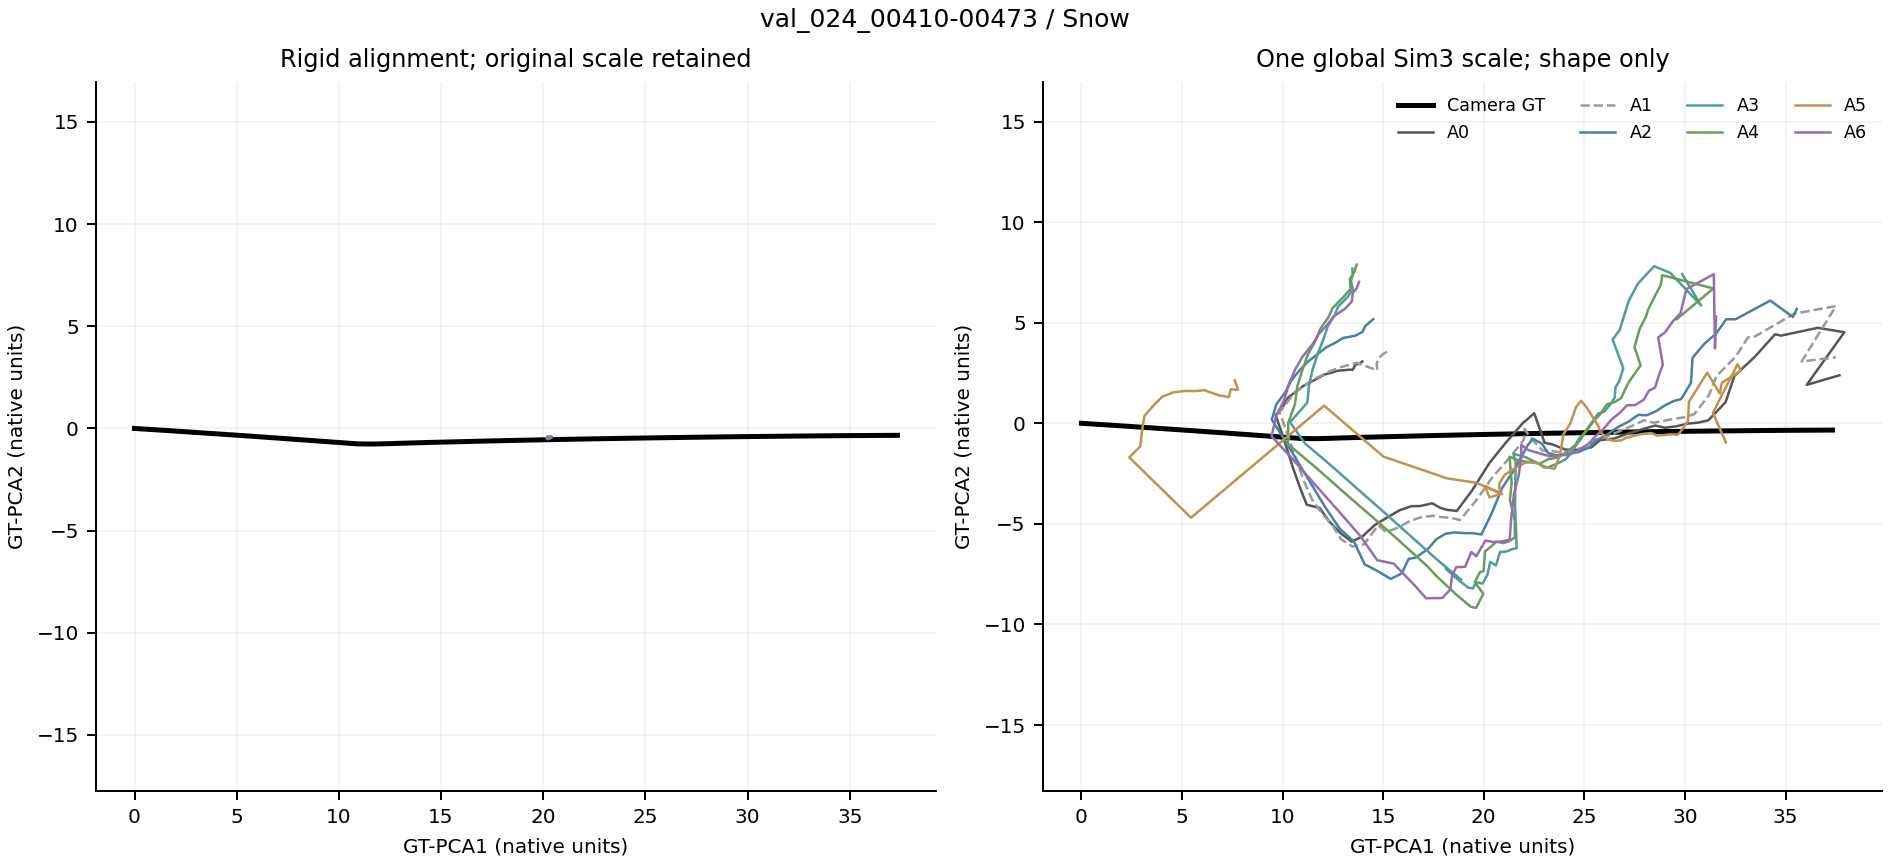 val_024_00410-00473 / Snow
Rigid alignment; original scale retained
15
10
5
0
−5
−10
−15
GT-PCA2 (native units)
0 5 10 15 20 25 30 35
GT-PCA1 (native units)
One global Sim3 scale; shape only
Camera GT A1 A3 A5
A0 A2 A4 A6
15
10
5
0
−5
−10
−15
GT-PCA2 (native units)
0 5 10 15 20 25 30 35
GT-PCA1 (native units)